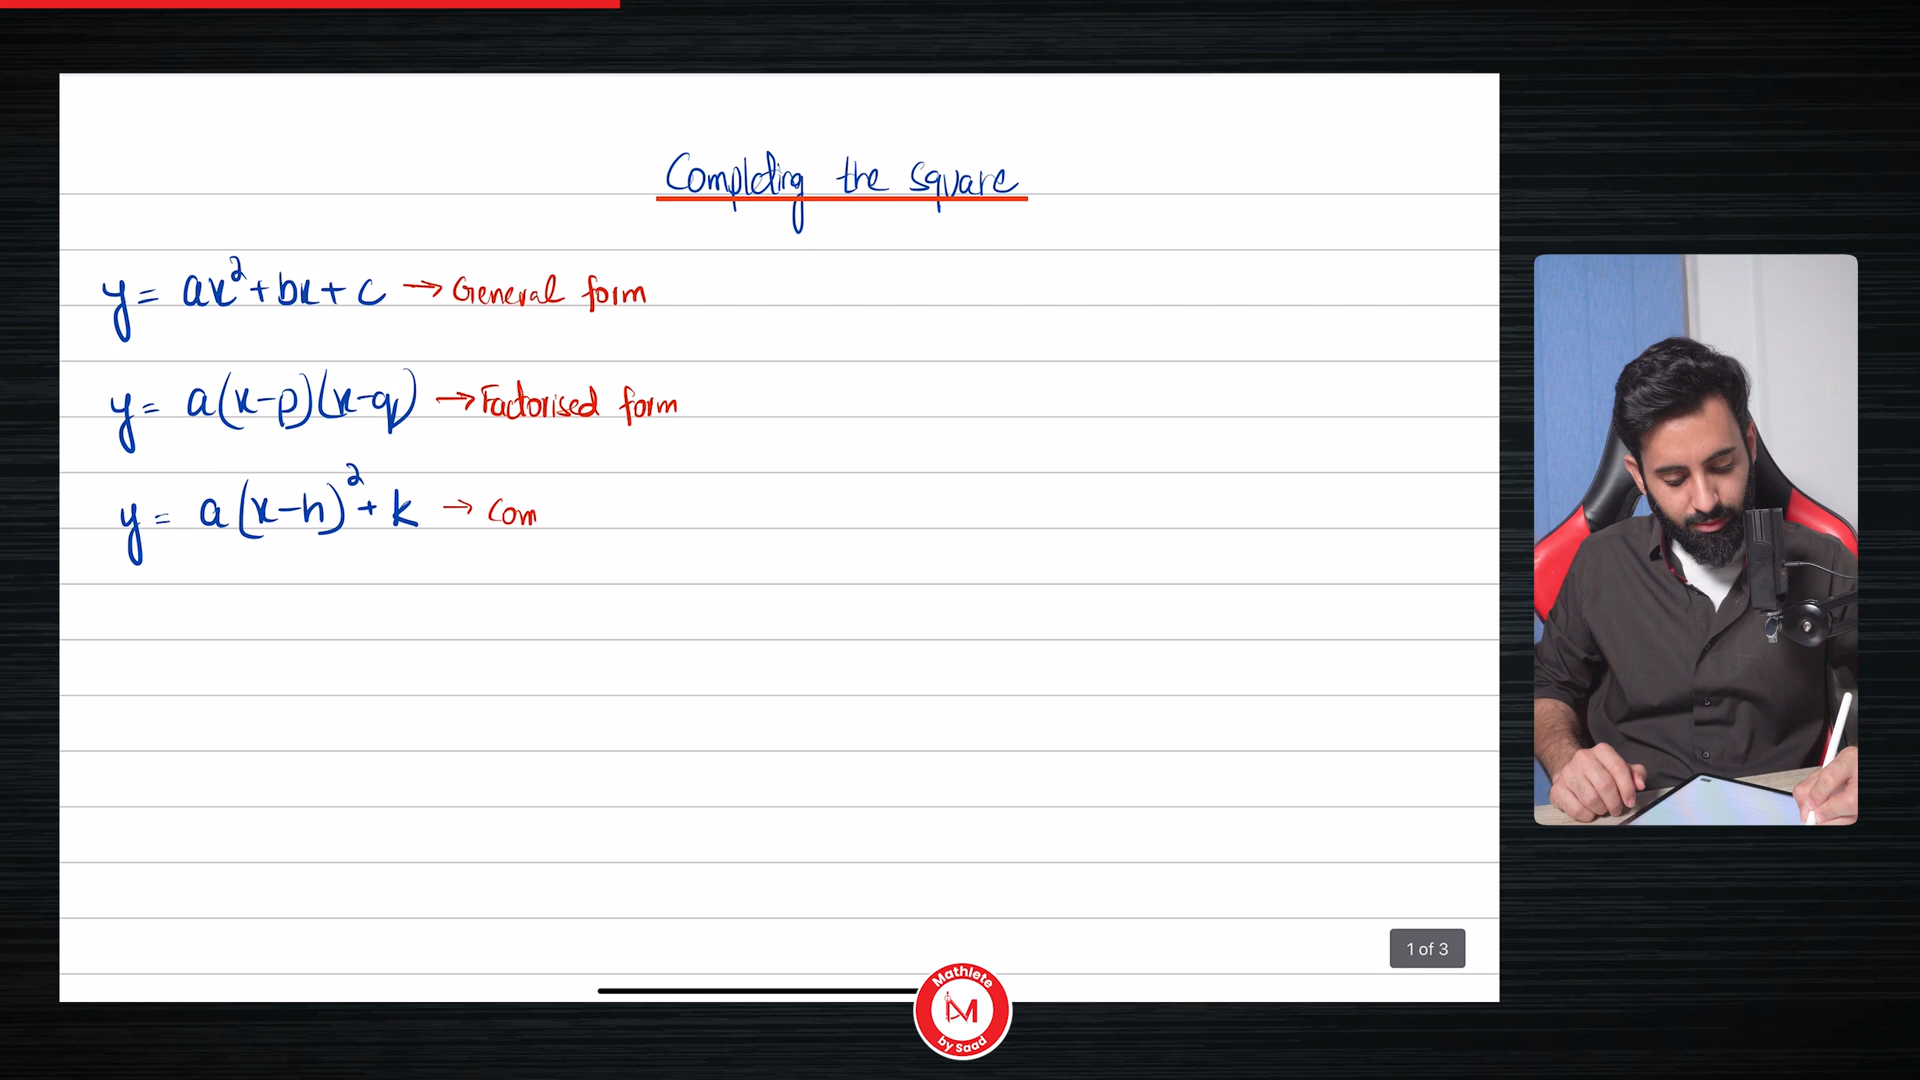 Completing the square
y = ax² + bx + c → General form
y = a(x-p)(x-q) → Factorised form
y = a(x-h)² + k → Com
1 of 3
Mathlete
M
by Saad